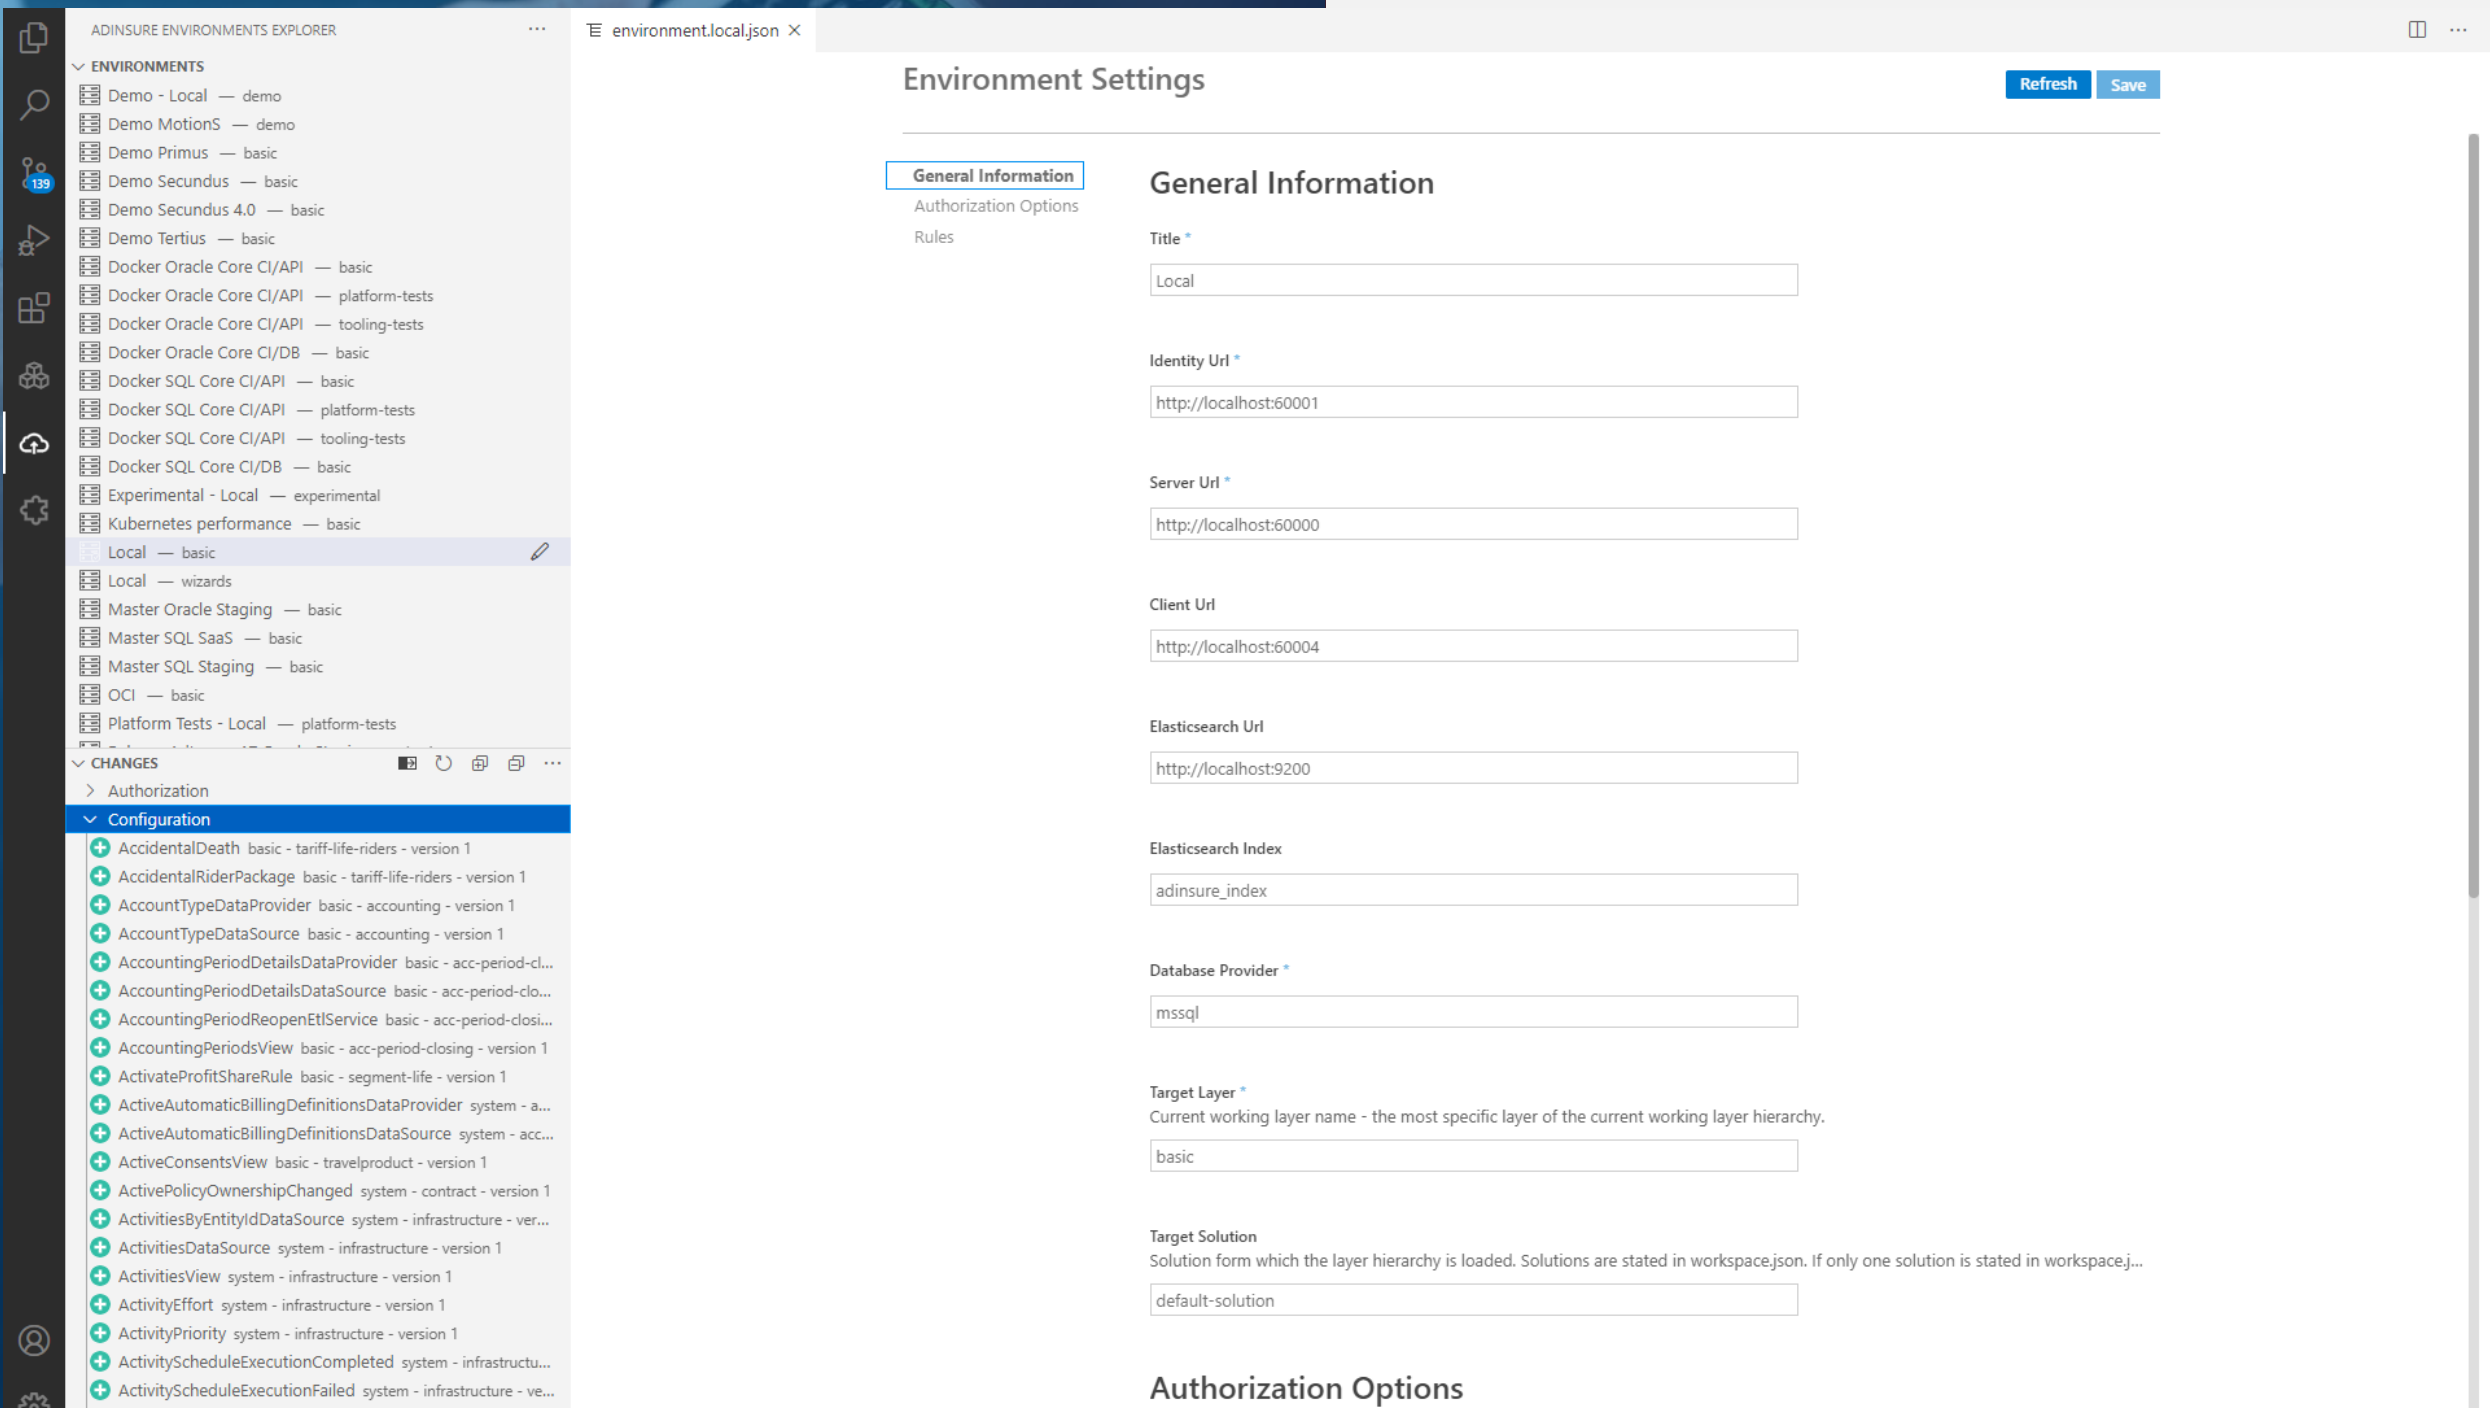 ADINSURE ENVIRONMENTS EXPLORER
ENVIRONMENTS
Demo - Local — demo
Demo MotionS — demo
Demo Primus — basic
Demo Secundus — basic
Demo Secundus 4.0 — basic
Demo Tertius — basic
Docker Oracle Core CI/API — basic
Docker Oracle Core CI/API — platform-tests
Docker Oracle Core CI/API — tooling-tests
Docker Oracle Core CI/DB — basic
Docker SQL Core CI/API — basic
Docker SQL Core CI/API — platform-tests
Docker SQL Core CI/API — tooling-tests
Docker SQL Core CI/DB — basic
Experimental - Local — experimental
Kubernetes performance — basic
Local — basic
Local — wizards
Master Oracle Staging — basic
Master SQL SaaS — basic
Master SQL Staging — basic
OCI — basic
Platform Tests - Local — platform-tests
139
CHANGES
Authorization
Configuration
AccidentalDeath basic - tariff-life-riders - version 1
AccidentalRiderPackage basic - tariff-life-riders - version 1
AccountTypeDataProvider basic - accounting - version 1
AccountTypeDataSource basic - accounting - version 1
AccountingPeriodDetailsDataProvider basic - acc-period-cl...
AccountingPeriodDetailsDataSource basic - acc-period-clo...
AccountingPeriodReopenEtlService basic - acc-period-closi...
AccountingPeriodsView basic - acc-period-closing - version 1
ActivateProfitShareRule basic - segment-life - version 1
ActiveAutomaticBillingDefinitionsDataProvider system - a...
ActiveAutomaticBillingDefinitionsDataSource system - acc...
ActiveConsentsView basic - travelproduct - version 1
ActivePolicyOwnershipChanged system - contract - version 1
ActivitiesByEntityIdDataSource system - infrastructure - ver...
ActivitiesDataSource system - infrastructure - version 1
ActivitiesView system - infrastructure - version 1
ActivityEffort system - infrastructure - version 1
ActivityPriority system - infrastructure - version 1
ActivityScheduleExecutionCompleted system - infrastructu...
ActivityScheduleExecutionFailed system - infrastructure - ve...
environment.local.json
Environment Settings
Refresh
Save
General Information
Authorization Options
Rules
General Information
Title *
Local
Identity Url *
http://localhost:60001
Server Url *
http://localhost:60000
Client Url
http://localhost:60004
Elasticsearch Url
http://localhost:9200
Elasticsearch Index
adinsure_index
Database Provider *
mssql
Target Layer *
Current working layer name - the most specific layer of the current working layer hierarchy.
basic
Target Solution
Solution form which the layer hierarchy is loaded. Solutions are stated in workspace.json. If only one solution is stated in workspace.j...
default-solution
Authorization Options